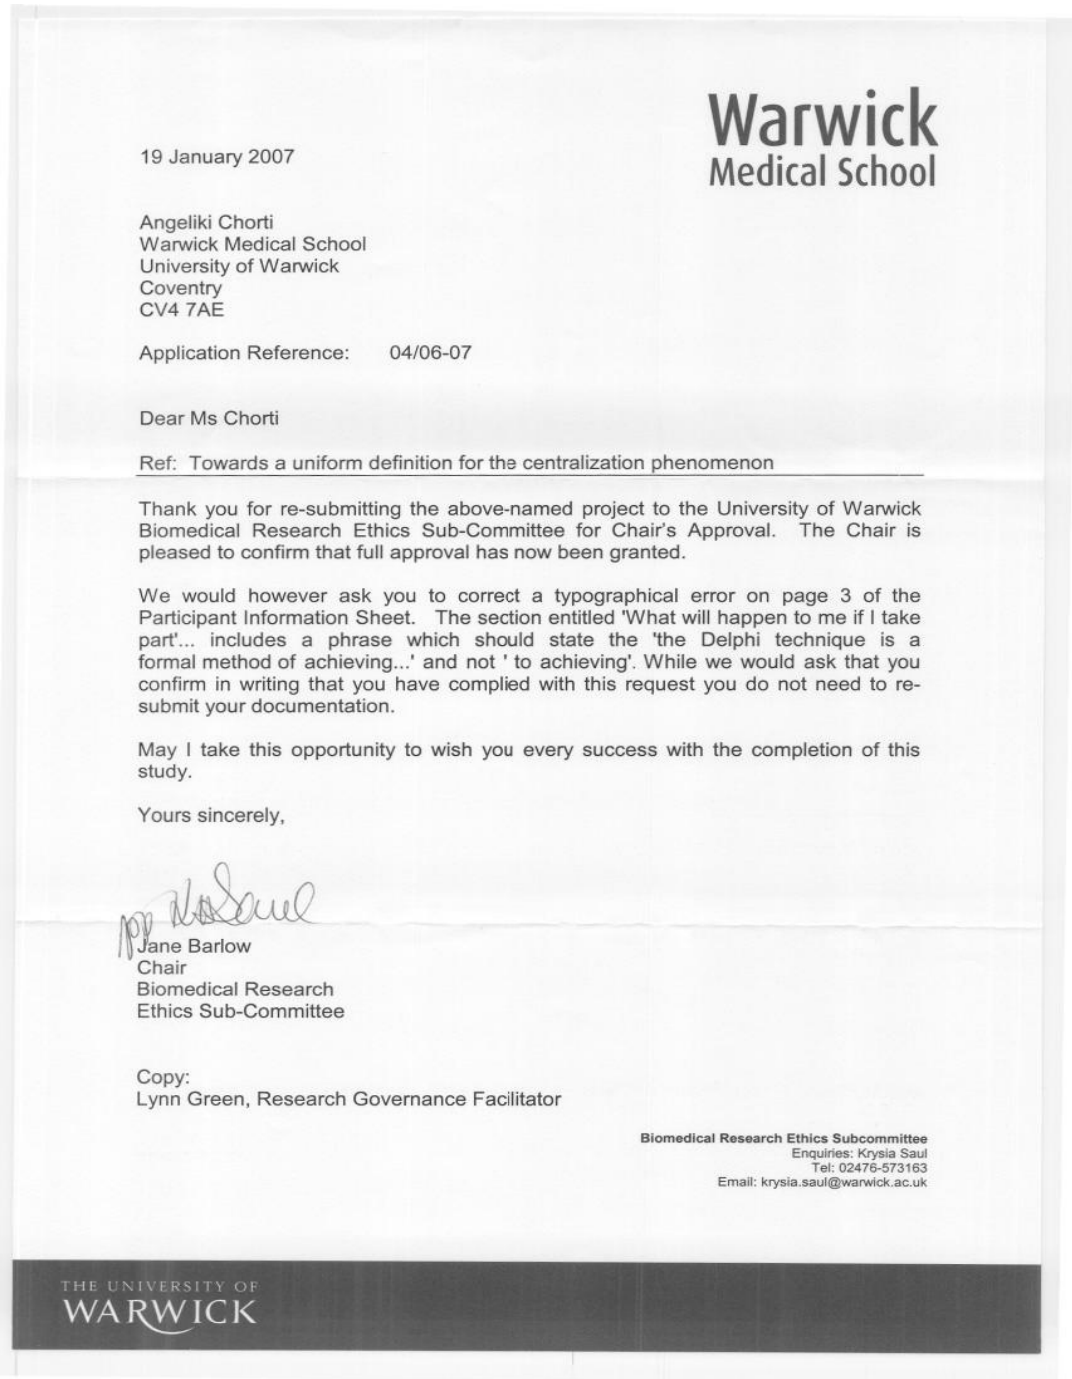 Warwick
Medical School
19 January 2007
Angeliki Chorti
Warwick Medical School
University of Warwick
Coventry
CV4 7AE
Application Reference: 04/06-07
Dear Ms Chorti
Ref: Towards a uniform definition for the centralization phenomenon
Thank you for re-submitting the above-named project to the University of Warwick
Biomedical Research Ethics Sub-Committee for Chair's Approval. The Chair is
pleased to confirm that full approval has now been granted.
We would however ask you to correct a typographical error on page 3 of the
Participant Information Sheet. The section entitled 'What will happen to me if I take
part'... includes a phrase which should state the 'the Delphi technique is a
formal method of achieving...' and not ' to achieving'. While we would ask that you
confirm in writing that you have complied with this request you do not need to re-
submit your documentation.
May I take this opportunity to wish you every success with the completion of this
study.
Yours sincerely,
pp KSaul
Jane Barlow
Chair
Biomedical Research
Ethics Sub-Committee
Copy:
Lynn Green, Research Governance Facilitator
Biomedical Research Ethics Subcommittee
Enquiries: Krysia Saul
Tel: 02476-573163
Email: krysia.saul@warwick.ac.uk
THE UNIVERSITY OF
WARWICK